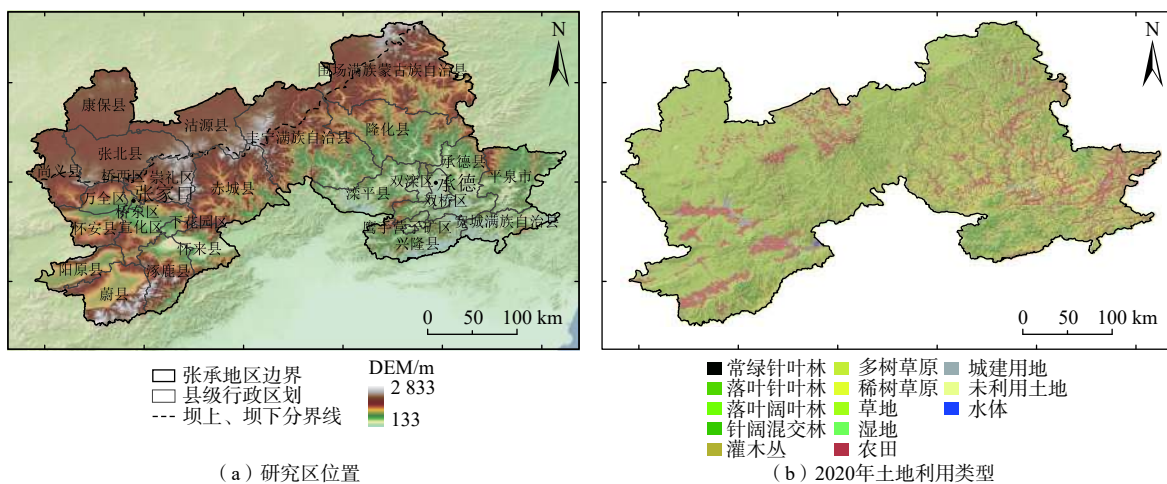 N
围场满族蒙古族自治县
康保县
沽源县
丰宁满族自治县
隆化县
张北县
尚义县
承德县
平泉市
桥西区
崇礼区
赤城县
双滦区
承德
万全区
张家口
滦平县
双桥区
桥东区
怀安县
宣化区
下花园区
鹰手营子矿区
宽城满族自治县
怀来县
兴隆县
阳原县
涿鹿县
蔚县
0 50 100 km
张承地区边界
县级行政区划
坝上、坝下分界线
DEM/m
2 833
133
（a）研究区位置
N
0 50 100 km
常绿针叶林
落叶针叶林
落叶阔叶林
针阔混交林
灌木丛
多树草原
稀树草原
草地
湿地
农田
城建用地
未利用土地
水体
（b）2020年土地利用类型